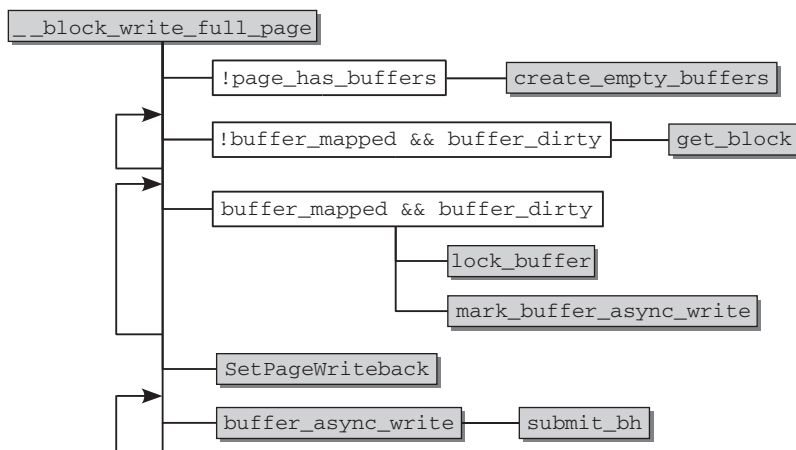 __block_write_full_page
!page_has_buffers create_empty_buffers
!buffer_mapped && buffer_dirty get_block
buffer_mapped && buffer_dirty
lock_buffer
mark_buffer_async_write
SetPageWriteback
buffer_async_write submit_bh